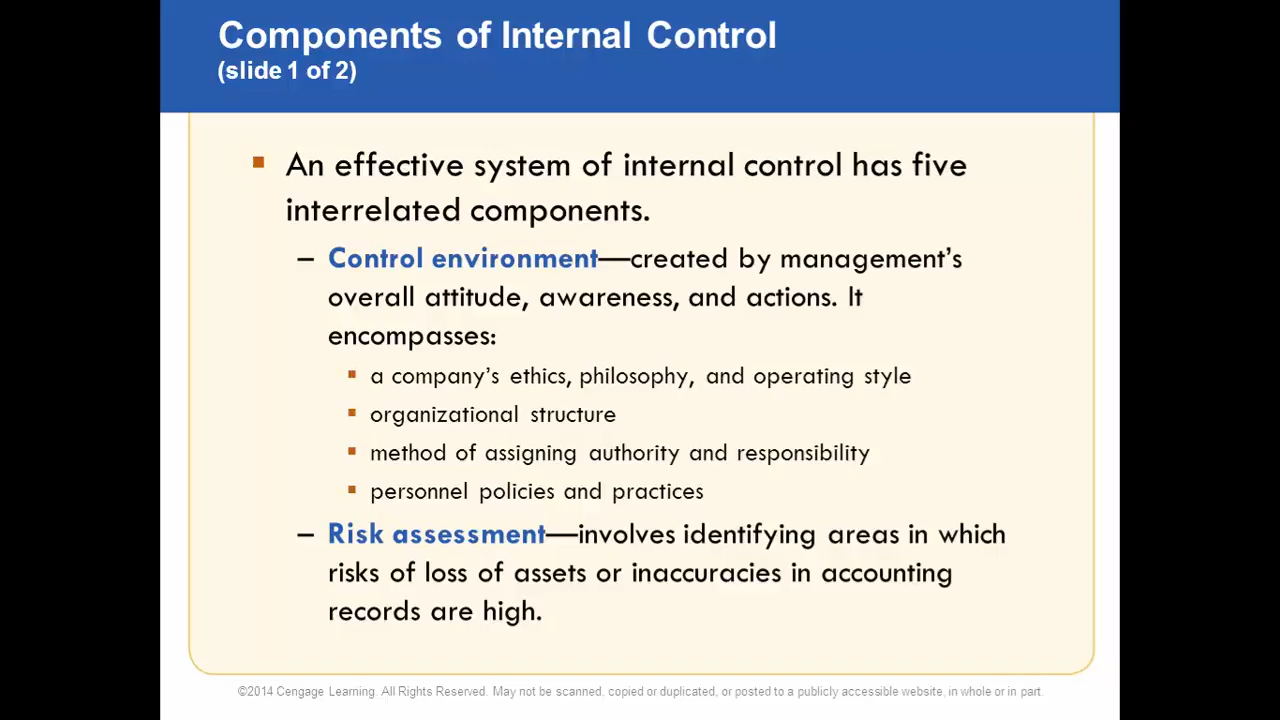 Components of Internal Control
(slide 1 of 2)
▪ An effective system of internal control has five
interrelated components.
– Control environment—created by management’s
overall attitude, awareness, and actions. It
encompasses:
▪ a company’s ethics, philosophy, and operating style
▪ organizational structure
▪ method of assigning authority and responsibility
▪ personnel policies and practices
– Risk assessment—involves identifying areas in which
risks of loss of assets or inaccuracies in accounting
records are high.
©2014 Cengage Learning. All Rights Reserved. May not be scanned, copied or duplicated, or posted to a publicly accessible website, in whole or in part.